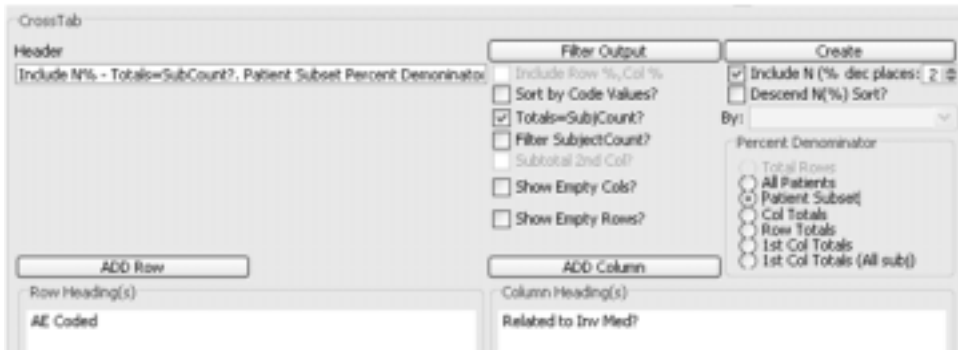 CrossTab
Header
Filter Output
Create
Include N% - Totals=SubCount?. Patient Subset Percent Demoninator
Include Row %,Col %
Include N (% dec places: 2
Sort by Code Values?
Descend N(%) Sort?
Totals=SubjCount?
By:
Filter SubjectCount?
Percent Denominator
Subtotal 2nd Col?
Total Rows
All Patients
Show Empty Cols?
Patient Subset
Col Totals
Show Empty Rows?
Row Totals
1st Col Totals
1st Col Totals (All subj)
ADD Row
ADD Column
Row Heading(s)
Column Heading(s)
AE Coded
Related to Inv Med?